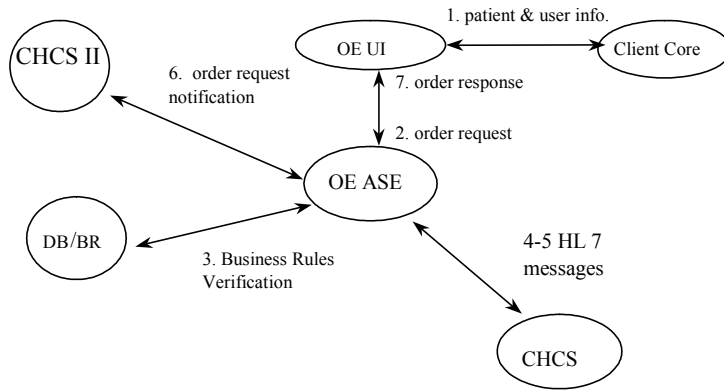 1. patient & user info.
OE UI
Client Core
CHCS II
6. order request
notification
7. order response
2. order request
OE ASE
DB/BR
3. Business Rules
Verification
4-5 HL 7
messages
CHCS